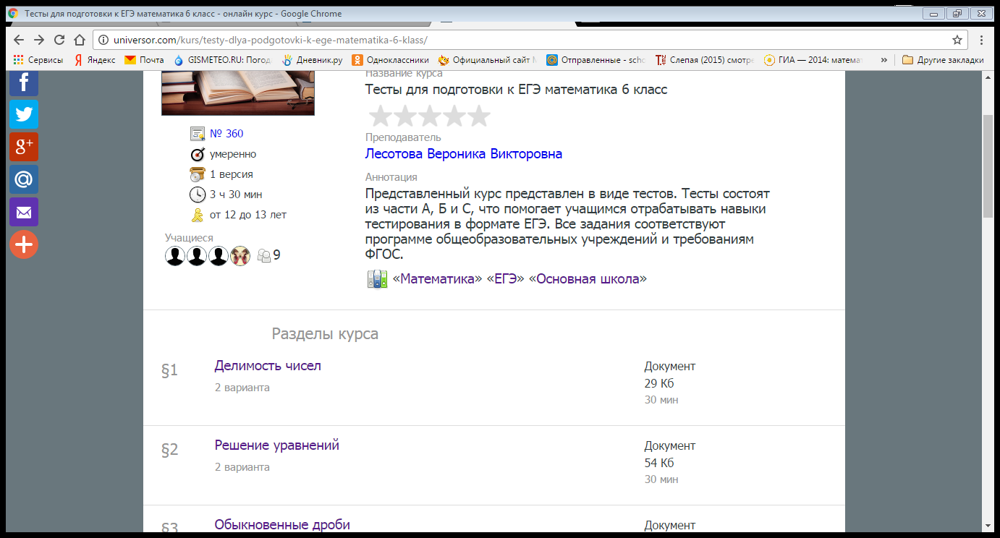 Тесты для подготовки к ЕГЭ математика 6 класс - онлайн курс - Google Chrome
universor.com/kurs/testy-dlya-podgotovki-k-ege-matematika-6-klass/
Сервисы Яндекс Почта GISMETEO.RU: Погод Дневник.ру Одноклассники Официальный сайт М Отправленные - scho Слепая (2015) смотре ГИА — 2014: матема » Другие закладки
Название курса
Тесты для подготовки к ЕГЭ математика 6 класс
№ 360
умеренно
1 версия
3 ч 30 мин
от 12 до 13 лет
Учащиеся
9
Преподаватель
Лесотова Вероника Викторовна
Аннотация
Представленный курс представлен в виде тестов. Тесты состоят
из части А, Б и С, что помогает учащимся отрабатывать навыки
тестирования в формате ЕГЭ. Все задания соответствуют
программе общеобразовательных учреждений и требованиям
ФГОС.
«Математика» «ЕГЭ» «Основная школа»
Разделы курса
§1 Делимость чисел Документ
29 Кб
2 варианта
30 мин
§2 Решение уравнений Документ
54 Кб
2 варианта
30 мин
§3 Обыкновенные дроби Документ